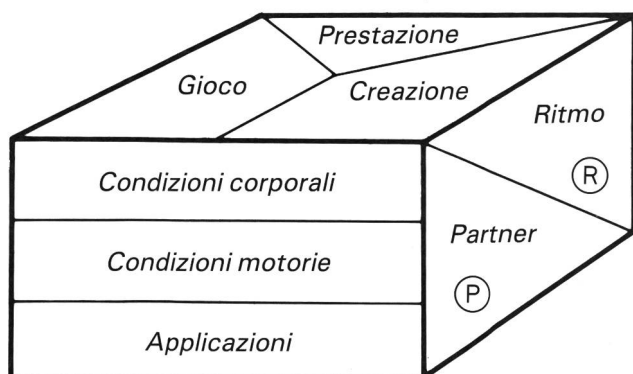 Prestazione
Gioco
Creazione
Ritmo
R
Condizioni corporali
Partner
Condizioni motorie
P
Applicazioni